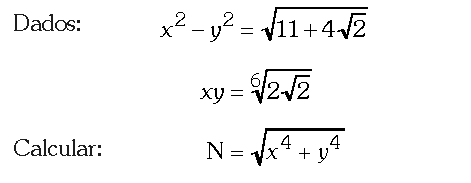 Dados: x² – y² = √(11+4√2)
xy = ⁶√(2√2)
Calcular: N = √(x⁴ + y⁴)